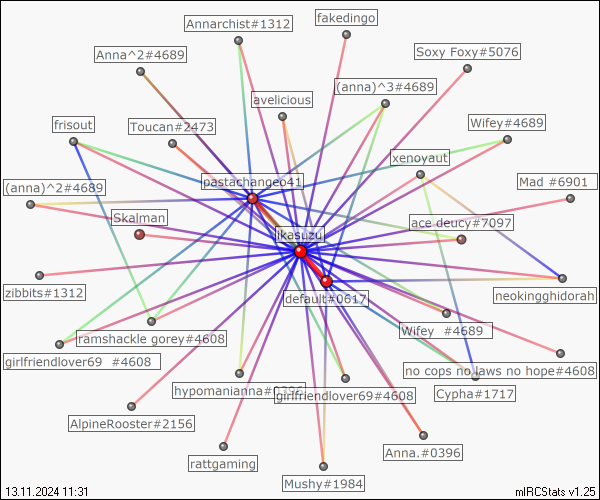 fakedingo
Annarchist#1312
Soxy Foxy#5076
Anna^2#4689
(anna)^3#4689
avelicious
frisout
Toucan#2473
Wifey#4689
xenoyaut
pastachangeo41
(anna)^2#4689
Mad #6901
Skalman
ace deucy#7097
ikasuzu
zibbits#1312
default#0617
neokingghidorah
ramshackle gorey#4608
Wifey #4689
girlfriendlover69 #4608
no cops no laws no hope#4608
hypomanianna#0396
girlfriendlover69#4608
Cypha#1717
AlpineRooster#2156
Anna.#0396
rattgaming
Mushy#1984
13.11.2024 11:31
mIRCStats v1.25